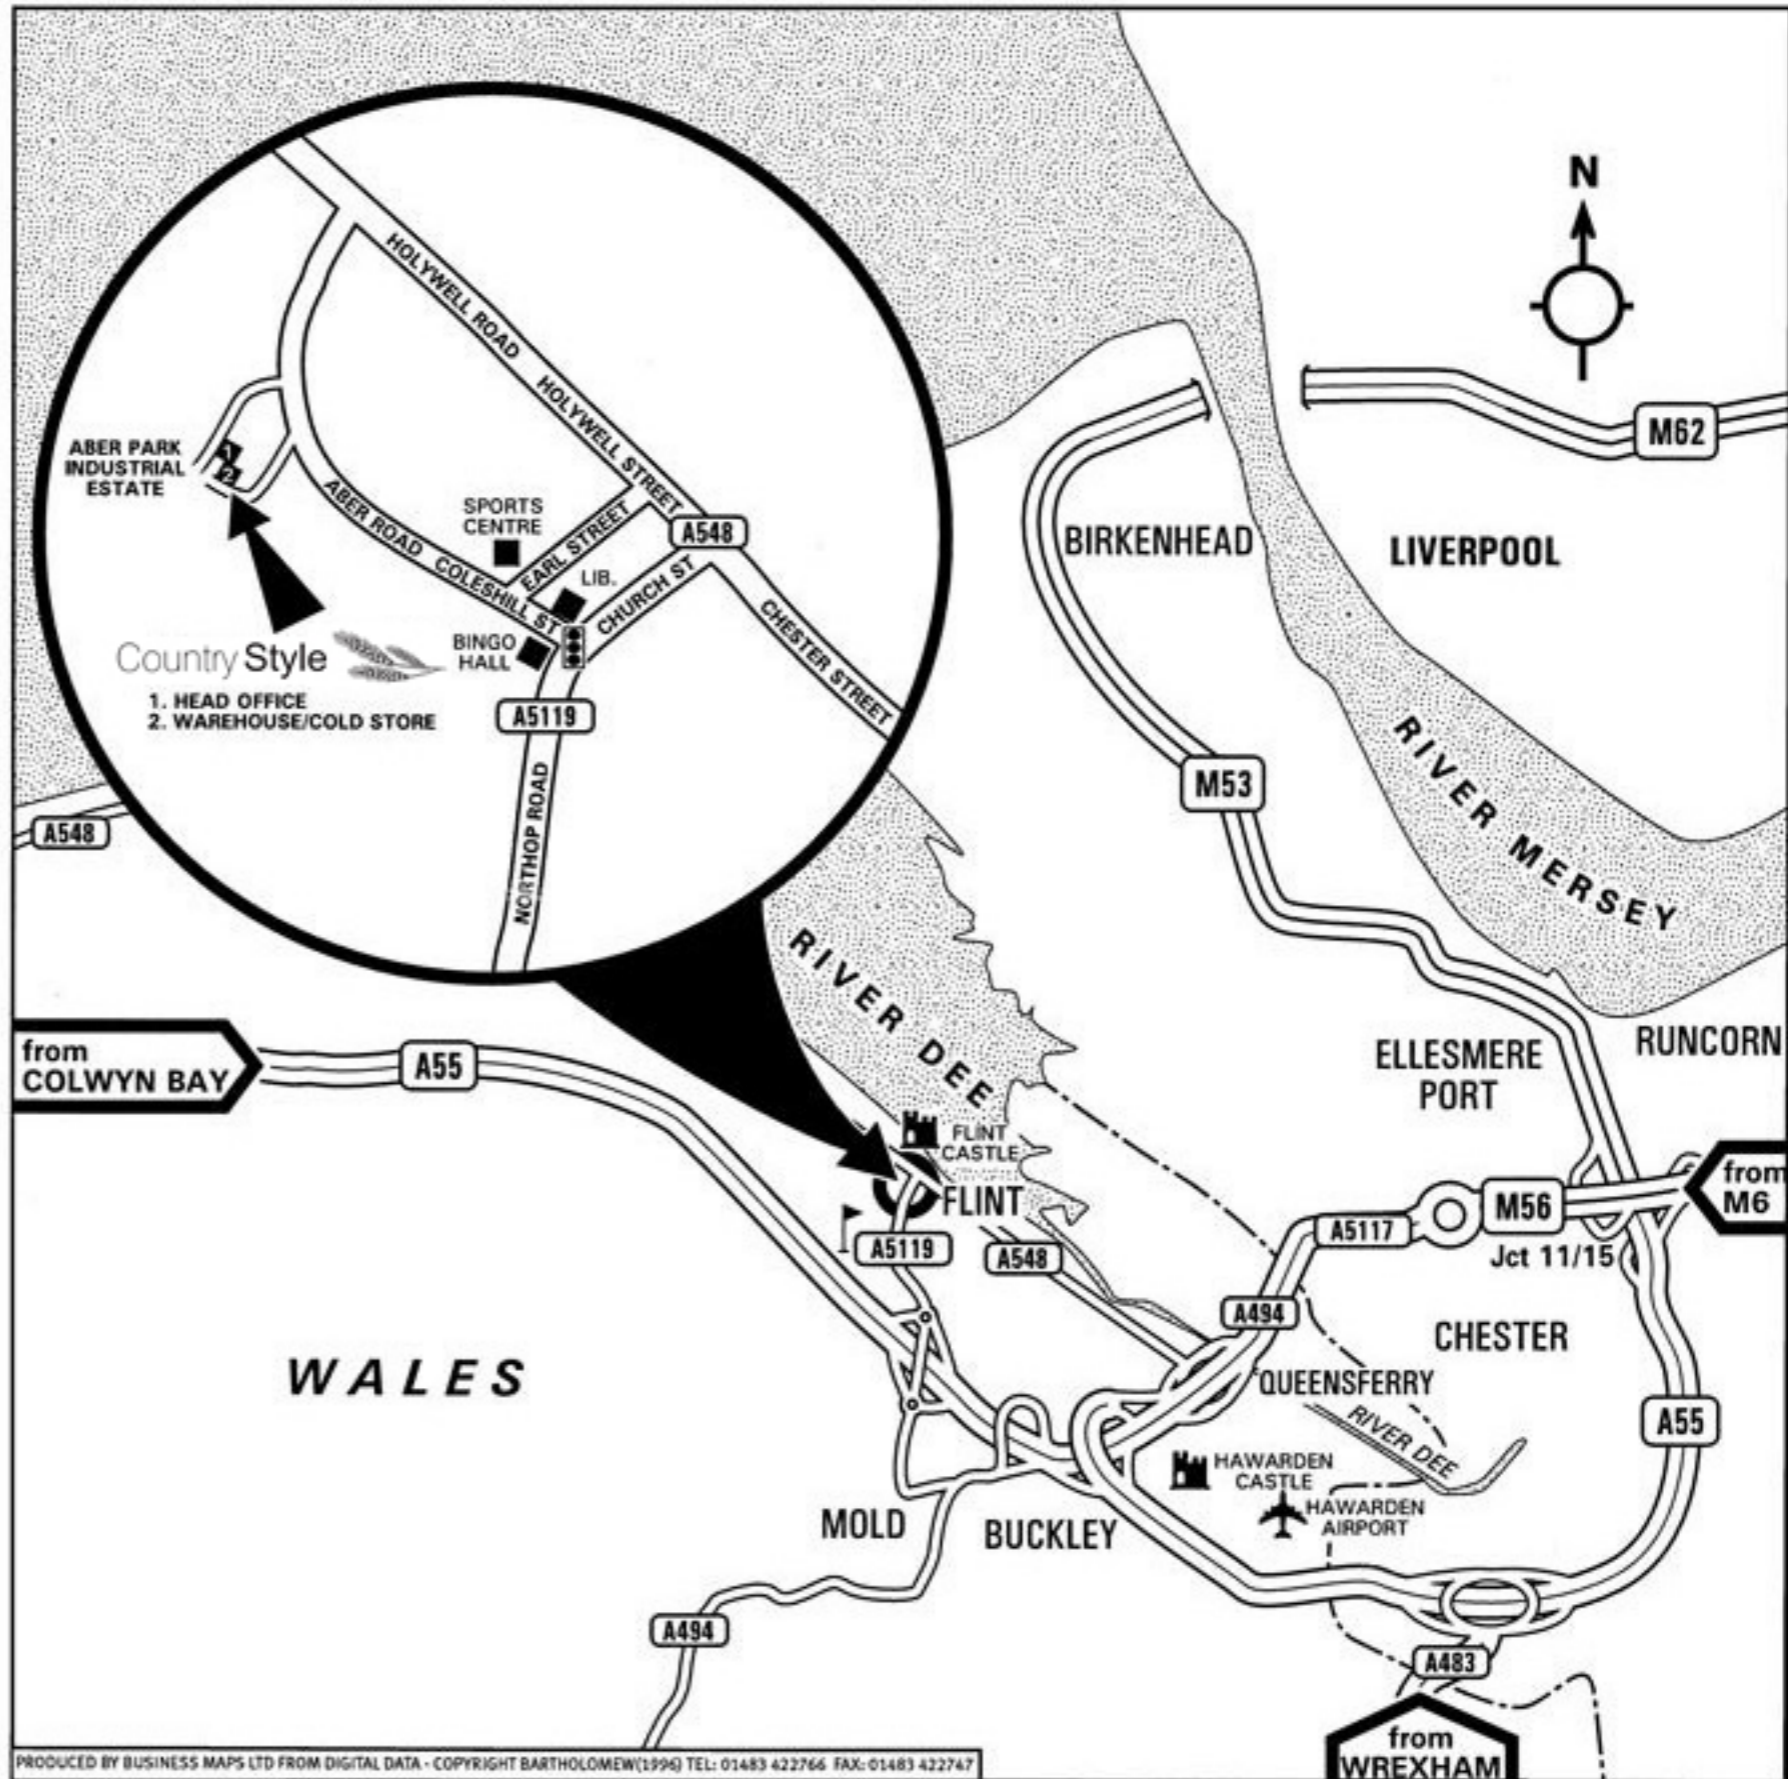 N
M62
HOLYWELL ROAD
HOLYWELL STREET
ABER PARK
INDUSTRIAL
ESTATE
1
2
ABER ROAD
SPORTS
CENTRE
EARL STREET
A548
COLESHILL ST
LIB.
CHURCH ST
CHESTER STREET
BINGO
HALL
Country Style
1. HEAD OFFICE
2. WAREHOUSE/COLD STORE
A5119
NORTHOP ROAD
BIRKENHEAD
LIVERPOOL
M53
RIVER MERSEY
A548
RIVER DEE
from
COLWYN BAY
A55
ELLESMERE
PORT
RUNCORN
FLINT
CASTLE
FLINT
from
M6
M56
A5117
Jct 11/15
A5119
A548
A494
CHESTER
WALES
QUEENSFERRY
RIVER DEE
A55
HAWARDEN
CASTLE
HAWARDEN
AIRPORT
MOLD
BUCKLEY
A494
A483
from
WREXHAM
PRODUCED BY BUSINESS MAPS LTD FROM DIGITAL DATA - COPYRIGHT BARTHOLOMEW(1996) TEL: 01483 422766 FAX: 01483 422747